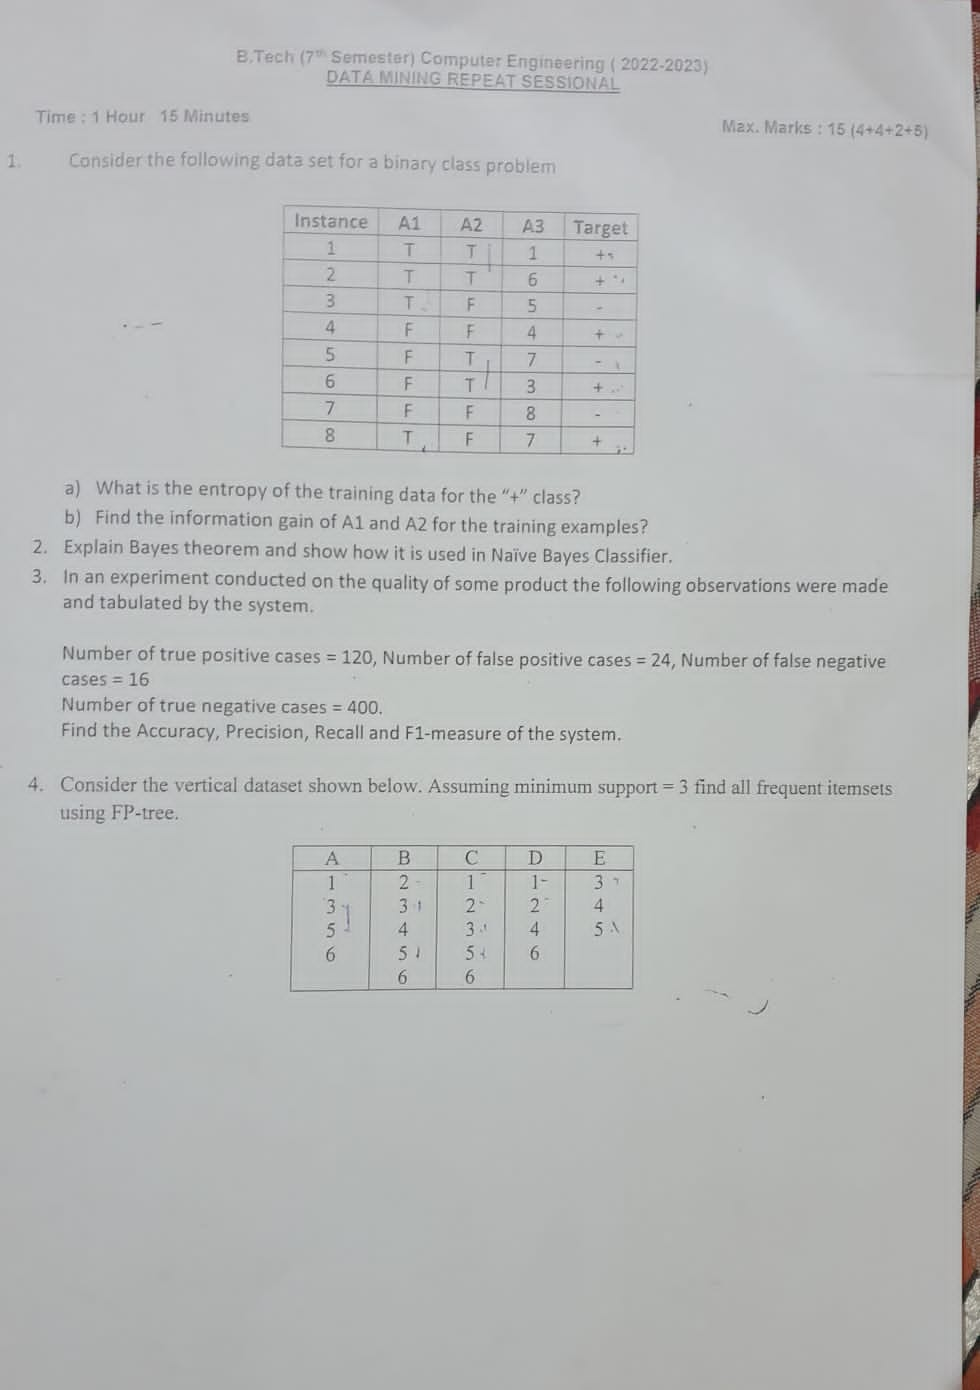 B.Tech (7th Semester) Computer Engineering ( 2022-2023)
DATA MINING REPEAT SESSIONAL
Time : 1 Hour 15 Minutes
Max. Marks : 15 (4+4+2+5)
1. Consider the following data set for a binary class problem
Instance A1 A2 A3 Target
1 T T 1 +
2 T T 6 +
3 T F 5 -
4 F F 4 +
5 F T 7 -
6 F T 3 +
7 F F 8 -
8 T F 7 +
a) What is the entropy of the training data for the “+” class?
b) Find the information gain of A1 and A2 for the training examples?
2. Explain Bayes theorem and show how it is used in Naïve Bayes Classifier.
3. In an experiment conducted on the quality of some product the following observations were made
and tabulated by the system.
Number of true positive cases = 120, Number of false positive cases = 24, Number of false negative
cases = 16
Number of true negative cases = 400.
Find the Accuracy, Precision, Recall and F1-measure of the system.
4. Consider the vertical dataset shown below. Assuming minimum support = 3 find all frequent itemsets
using FP-tree.
A B C D E
1 2 1 1 3
3 3 2 2 4
5 4 3 4 5
6 5 5 6
6 6